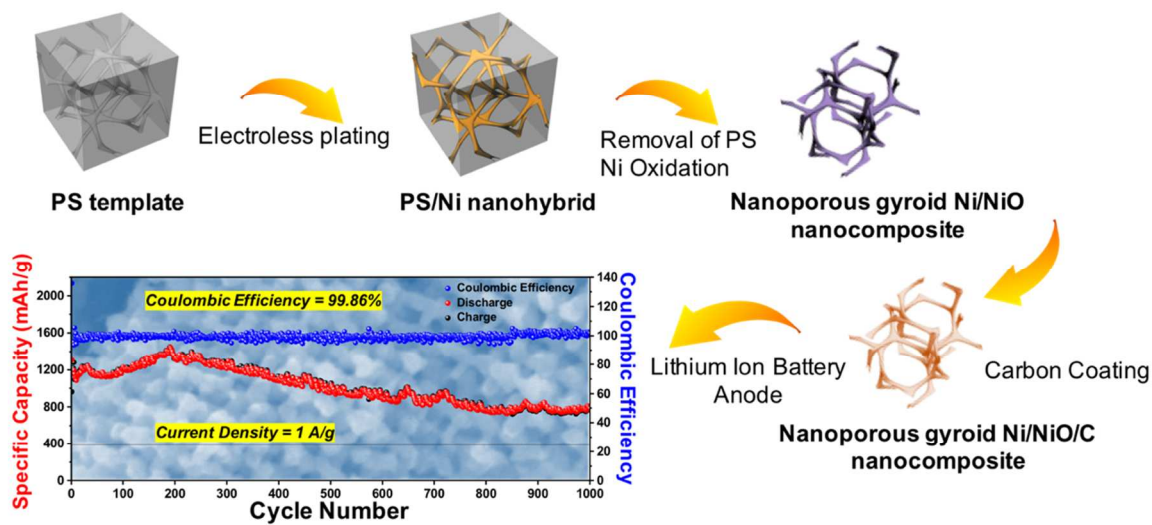 Electroless plating
Removal of PS
Ni Oxidation
PS template
PS/Ni nanohybrid
Nanoporous gyroid Ni/NiO
nanocomposite
Carbon Coating
Nanoporous gyroid Ni/NiO/C
nanocomposite
Lithium Ion Battery
Anode
Specific Capacity (mAh/g)
2000
1600
1200
800
400
0
Coulombic Efficiency = 99.86%
Coulombic Efficiency
Discharge
Charge
Current Density = 1 A/g
140
120
100
80
60
40
20
0
Coulombic Efficiency
0 100 200 300 400 500 600 700 800 900 1000
Cycle Number